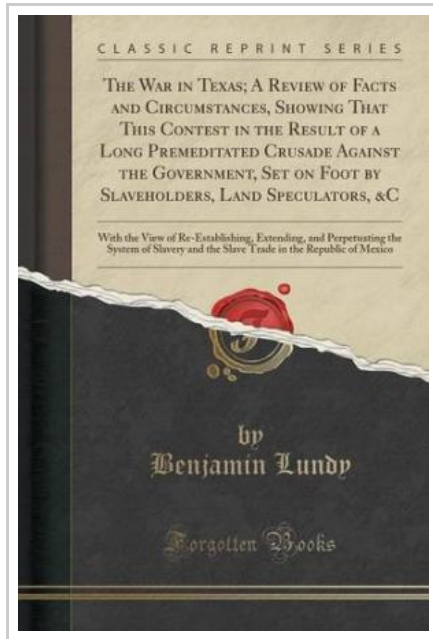 CLASSIC REPRINT SERIES
THE WAR IN TEXAS; A REVIEW OF FACTS
AND CIRCUMSTANCES, SHOWING THAT
THIS CONTEST IN THE RESULT OF A
LONG PREMEDITATED CRUSADE AGAINST
THE GOVERNMENT, SET ON FOOT BY
SLAVEHOLDERS, LAND SPECULATORS, &C
With the View of Re-Establishing, Extending, and Perpetuating the
System of Slavery and the Slave Trade in the Republic of Mexico
by
Benjamin Lundy
Forgotten Books